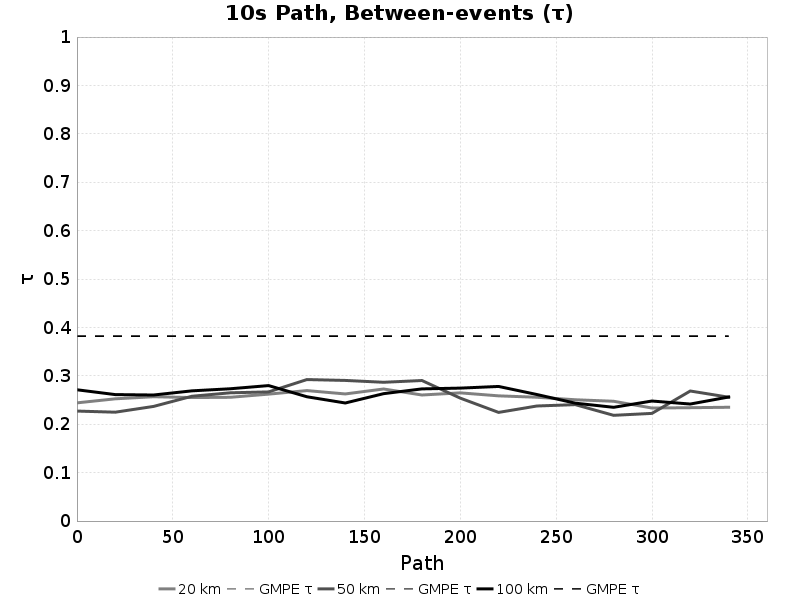 10s Path, Between-events (τ)
1
0.9
0.8
0.7
0.6
0.5
0.4
0.3
0.2
0.1
0
τ
0 50 100 150 200 250 300 350
Path
20 km GMPE τ 50 km GMPE τ 100 km GMPE τ